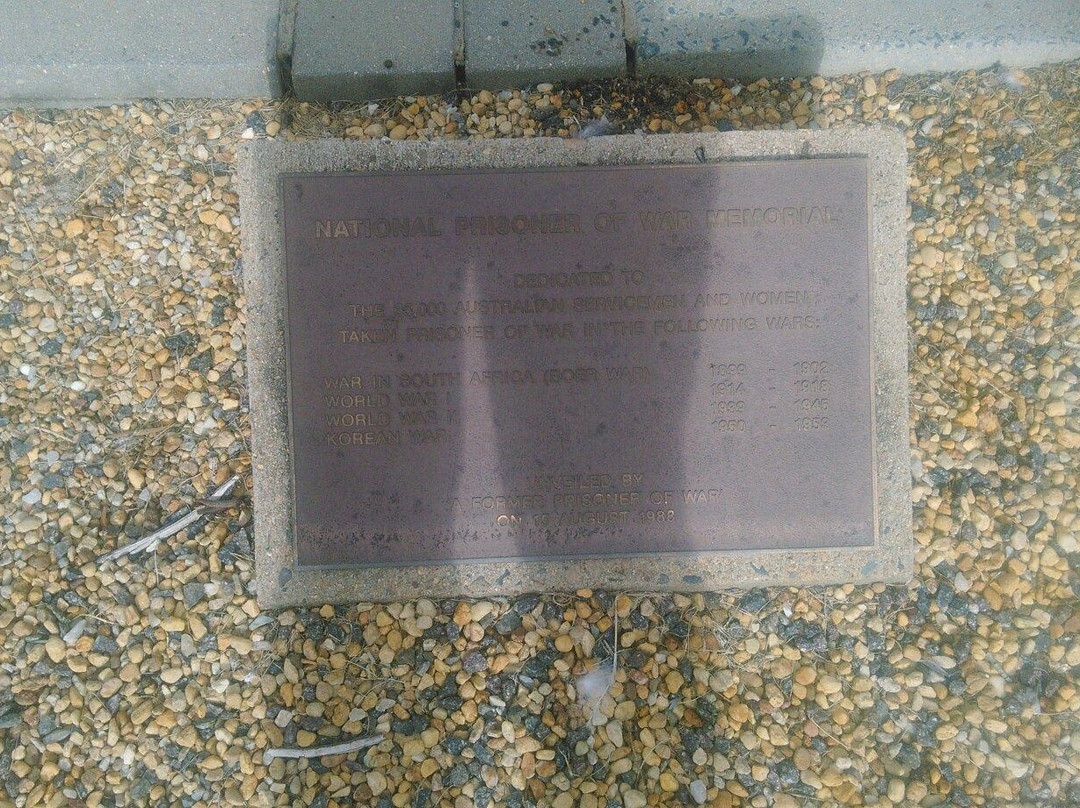 NATIONAL PRISONER OF WAR MEMORIAL
DEDICATED TO
THE 35,000 AUSTRALIAN SERVICEMEN AND WOMEN
TAKEN PRISONER OF WAR IN THE FOLLOWING WARS:
WAR IN SOUTH AFRICA (BOER WAR) 1899 - 1902
WORLD WAR I 1914 - 1918
WORLD WAR II 1939 - 1945
KOREAN WAR 1950 - 1953
UNVEILED BY
A FORMER PRISONER OF WAR
ON AUGUST